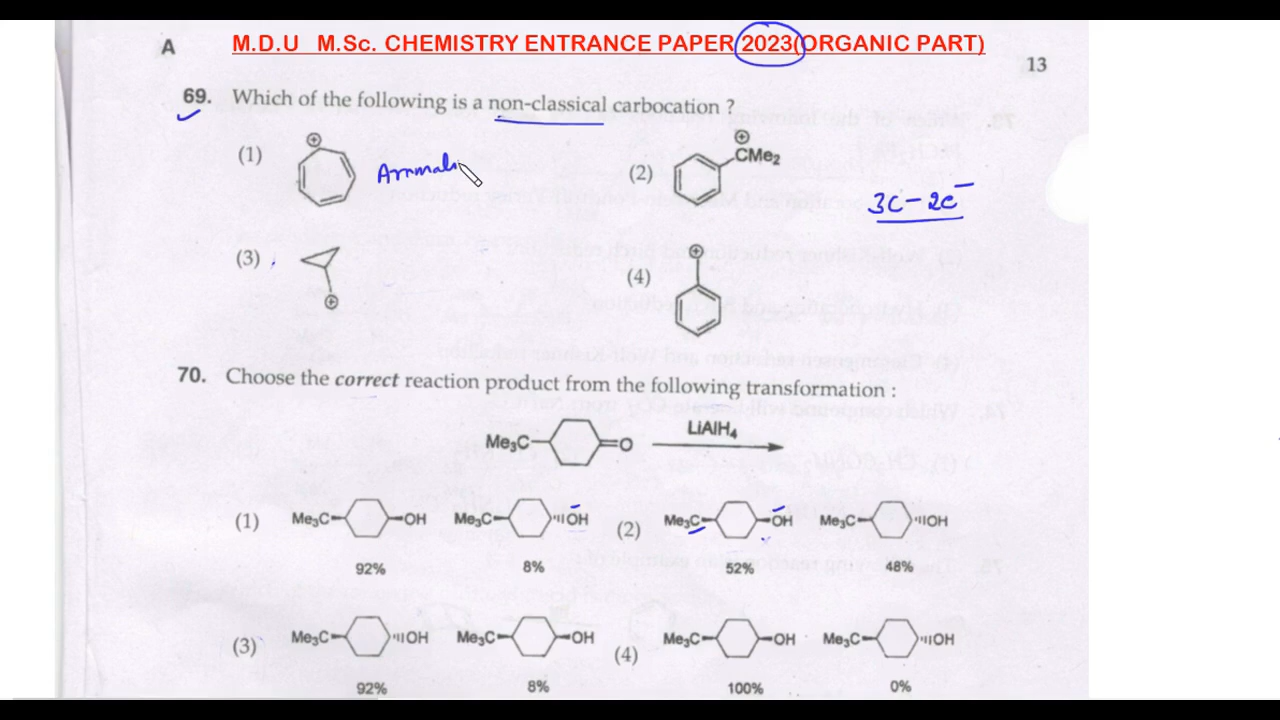 A
M.D.U M.Sc. CHEMISTRY ENTRANCE PAPER 2023(ORGANIC PART)
13
69. Which of the following is a non-classical carbocation ?
(1) ⊕ Aromati
(2) ⊕ CMe2
3C-2e⁻
(3) ⊕
(4) ⊕
70. Choose the correct reaction product from the following transformation :
Me3C =O LiAlH4
(1) Me3C OH Me3C OH
92% 8%
(2) Me3C OH Me3C OH
52% 48%
(3) Me3C OH Me3C OH
92% 8%
(4) Me3C OH Me3C OH
100% 0%